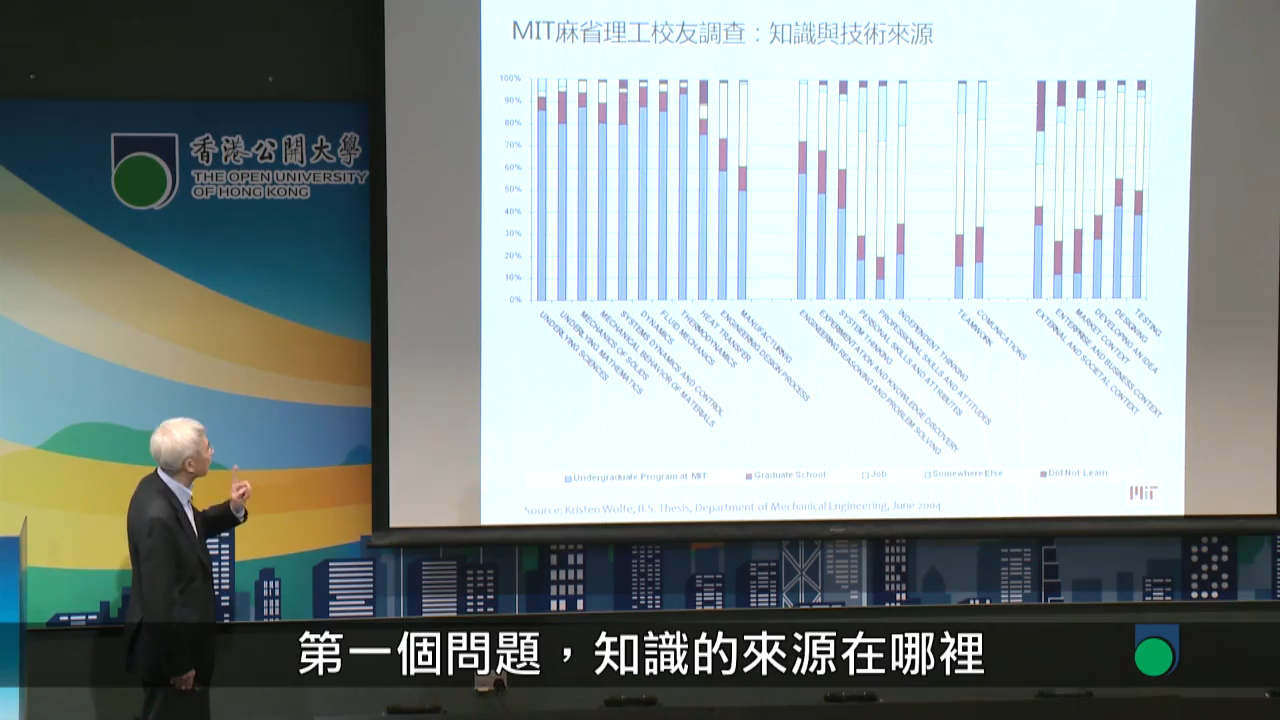 MIT麻省理工校友調查：知識與技術來源
100%
90%
80%
70%
60%
50%
40%
30%
20%
10%
0%
UNDERLYING SCIENCES
UNDERLYING MATHEMATICS
MECHANICS OF SOLIDS
MECHANICAL BEHAVIOR OF MATERIALS
SYSTEMS DYNAMICS AND CONTROL
DYNAMICS
FLUID MECHANICS
THERMODYNAMICS
HEAT TRANSFER
ENGINEERING DESIGN PROCESS
MANUFACTURING
ENGINEERING REASONING AND PROBLEM SOLVING
EXPERIMENTATION AND KNOWLEDGE DISCOVERY
SYSTEM THINKING
PERSONAL SKILLS AND ATTRIBUTES
PROFESSIONAL SKILLS AND ATTITUDES
INDEPENDENT THINKING
TEAMWORK
COMUNICATIONS
EXTERNAL AND SOCIETAL CONTEXT
ENTERPRISE AND BUSINESS CONTEXT
MARKET CONTEXT
DEVELOPING AN IDEA
DESIGNING
TESTING
Undergraduate Program at MIT
Graduate School
Job
Somewhere Else
Did Not Learn
MIT
Source: Kristen Wolfe, B.S. Thesis, Department of Mechanical Engineering, June 2004
香港公開大學
THE OPEN UNIVERSITY
OF HONG KONG
第一個問題，知識的來源在哪裡